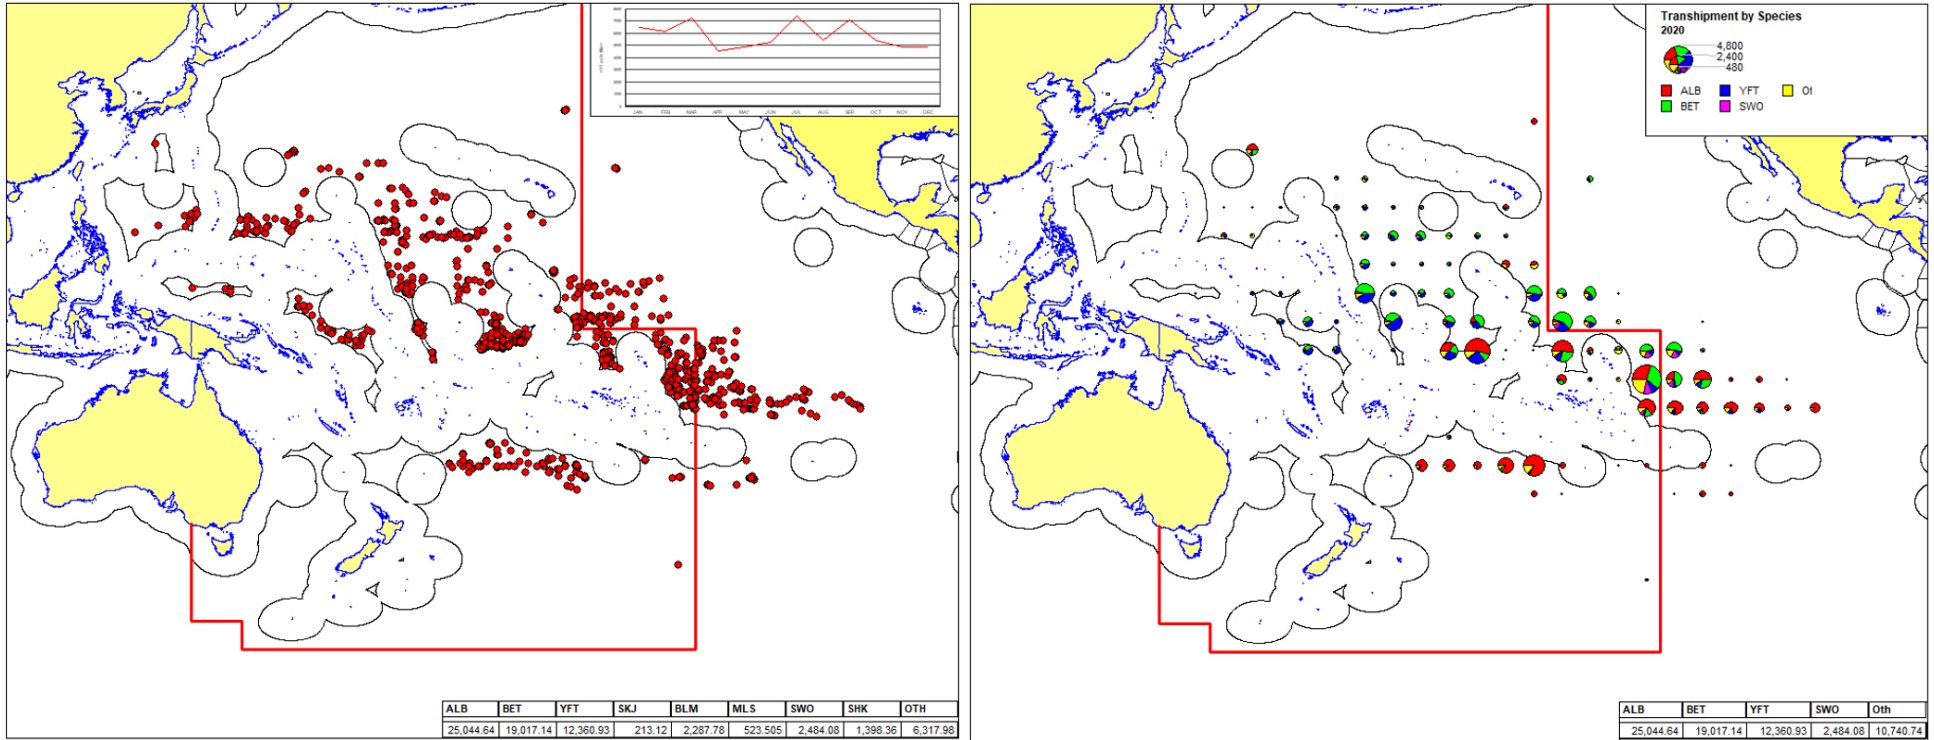 JAN FEB MAR APR MAY JUN JUL AUG SEP OCT NOV DEC
ALB BET YFT SKJ BLM MLS SWO SHK OTH
25,044.64 19,017.14 12,360.93 213.12 2,287.78 523.505 2,484.08 1,398.36 6,317.98
Transhipment by Species
2020
4,800
2,400
480
ALB YFT O1
BET SWO
ALB BET YFT SWO Oth
25,044.64 19,017.14 12,360.93 2,484.08 10,740.74